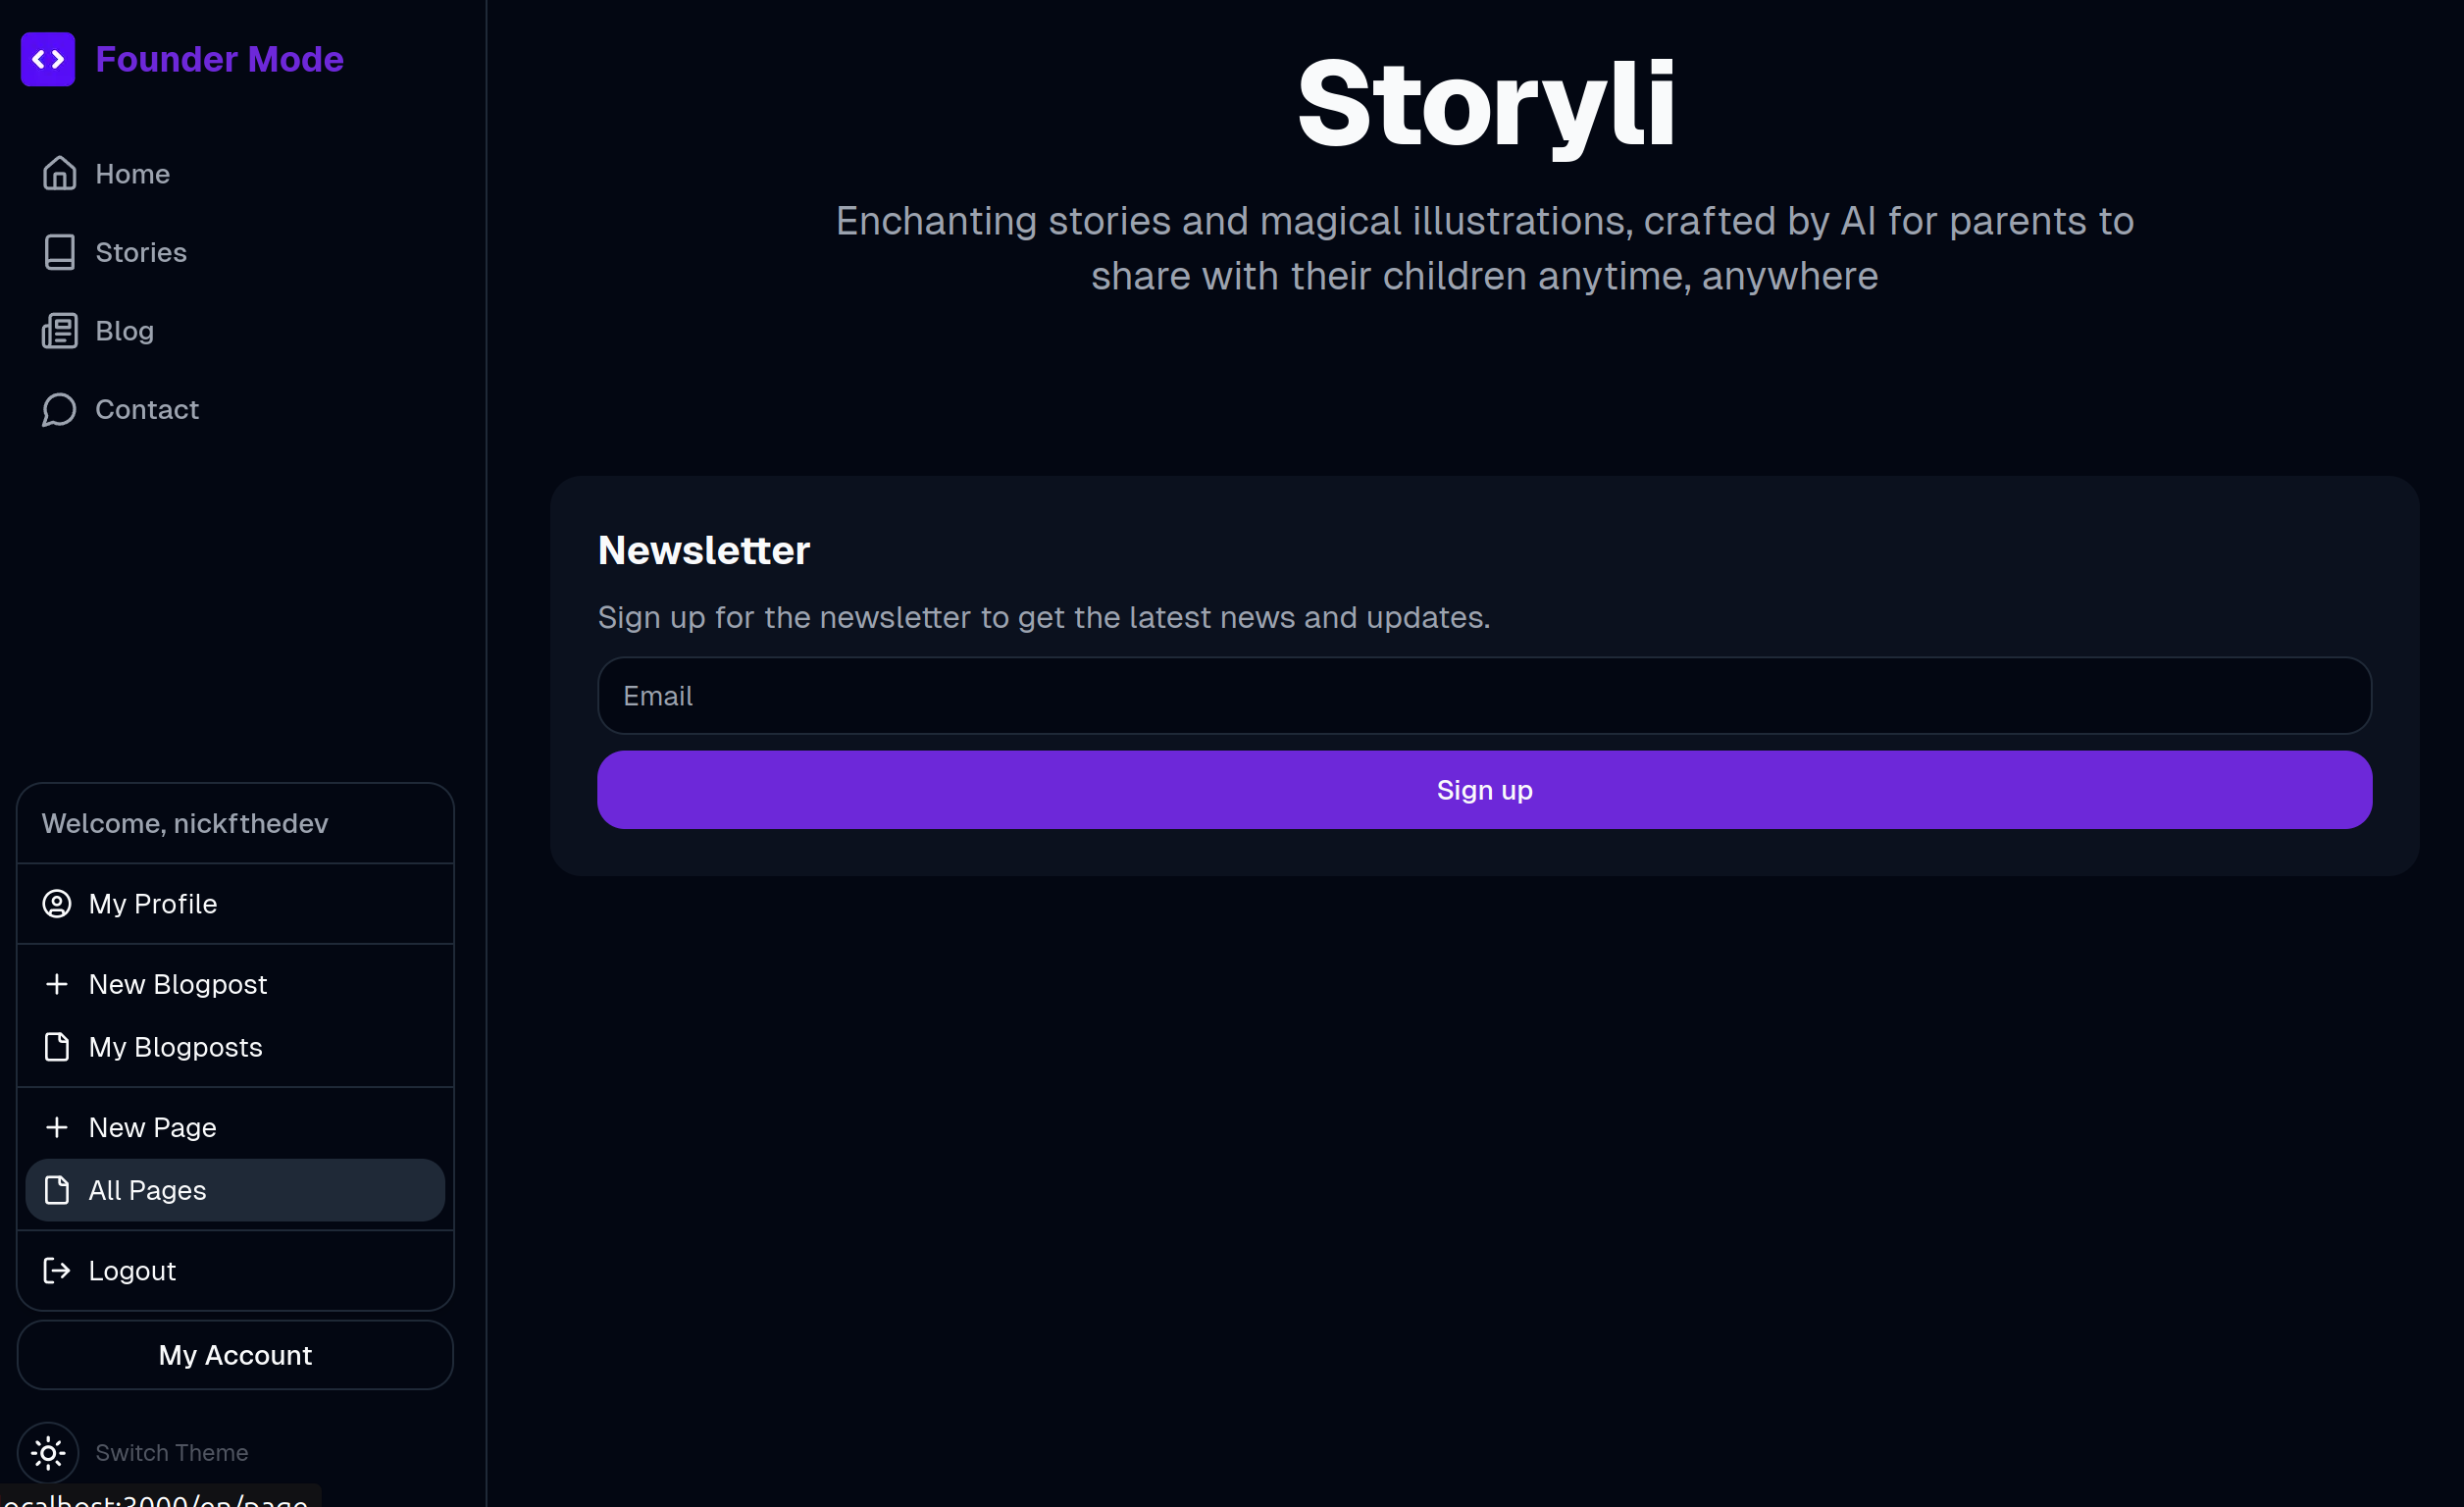 Founder Mode
Home
Stories
Blog
Contact
Welcome, nickfthedev
My Profile
New Blogpost
My Blogposts
New Page
All Pages
Logout
My Account
Switch Theme
localhost:3000/en/page
Storyli
Enchanting stories and magical illustrations, crafted by AI for parents to
share with their children anytime, anywhere
Newsletter
Sign up for the newsletter to get the latest news and updates.
Email
Sign up